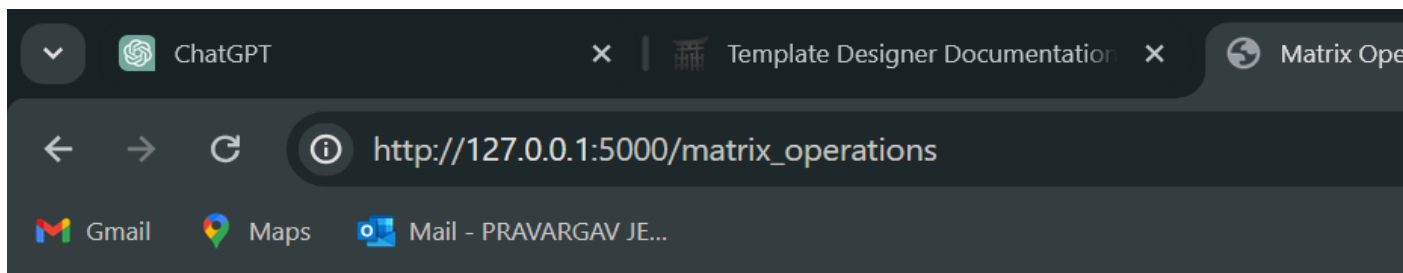 ChatGPT Template Designer Documentation Matrix Ope
http://127.0.0.1:5000/matrix_operations
Gmail Maps Mail - PRAVARGAV JE...